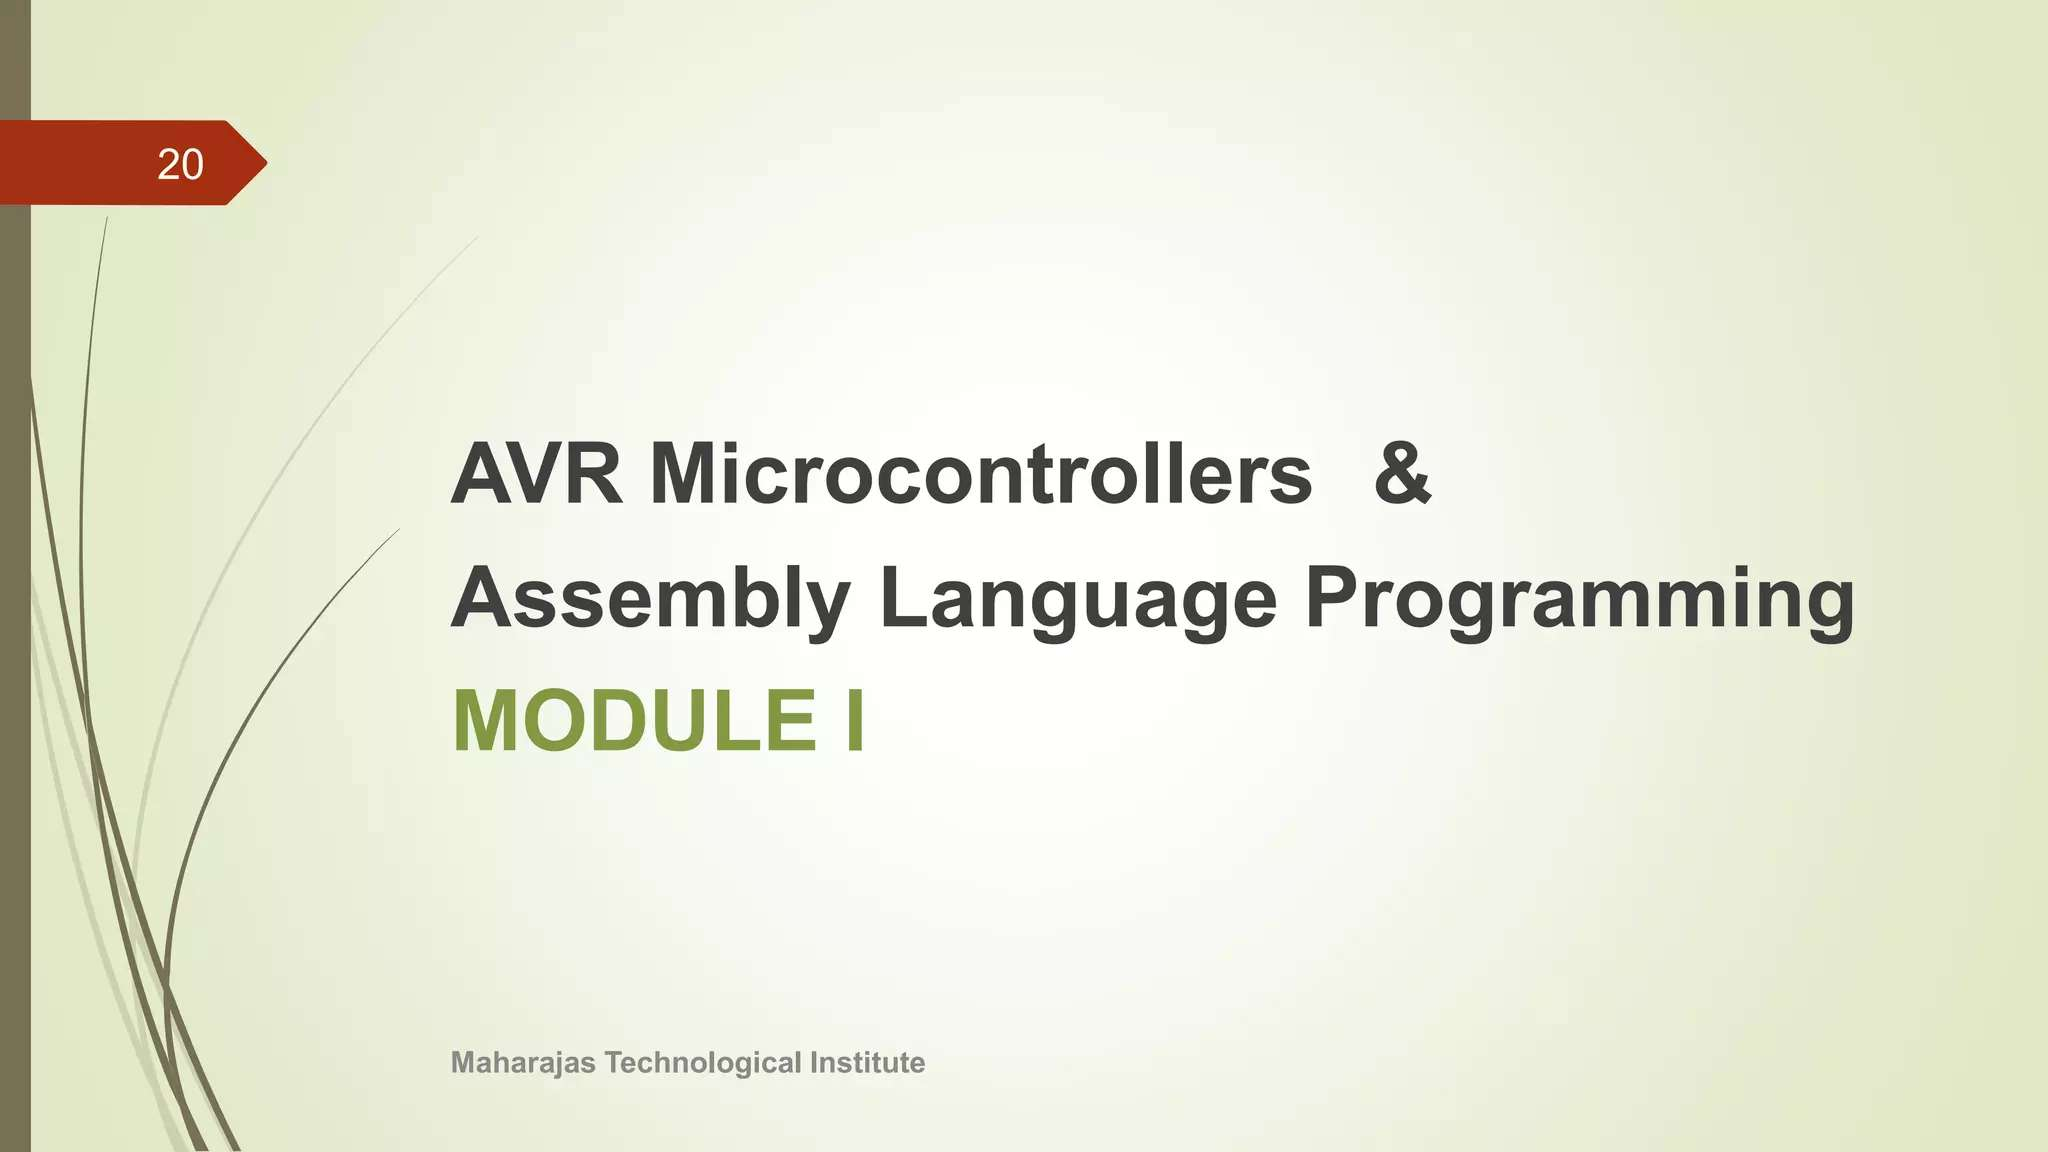 20
AVR Microcontrollers &
Assembly Language Programming
MODULE I
Maharajas Technological Institute